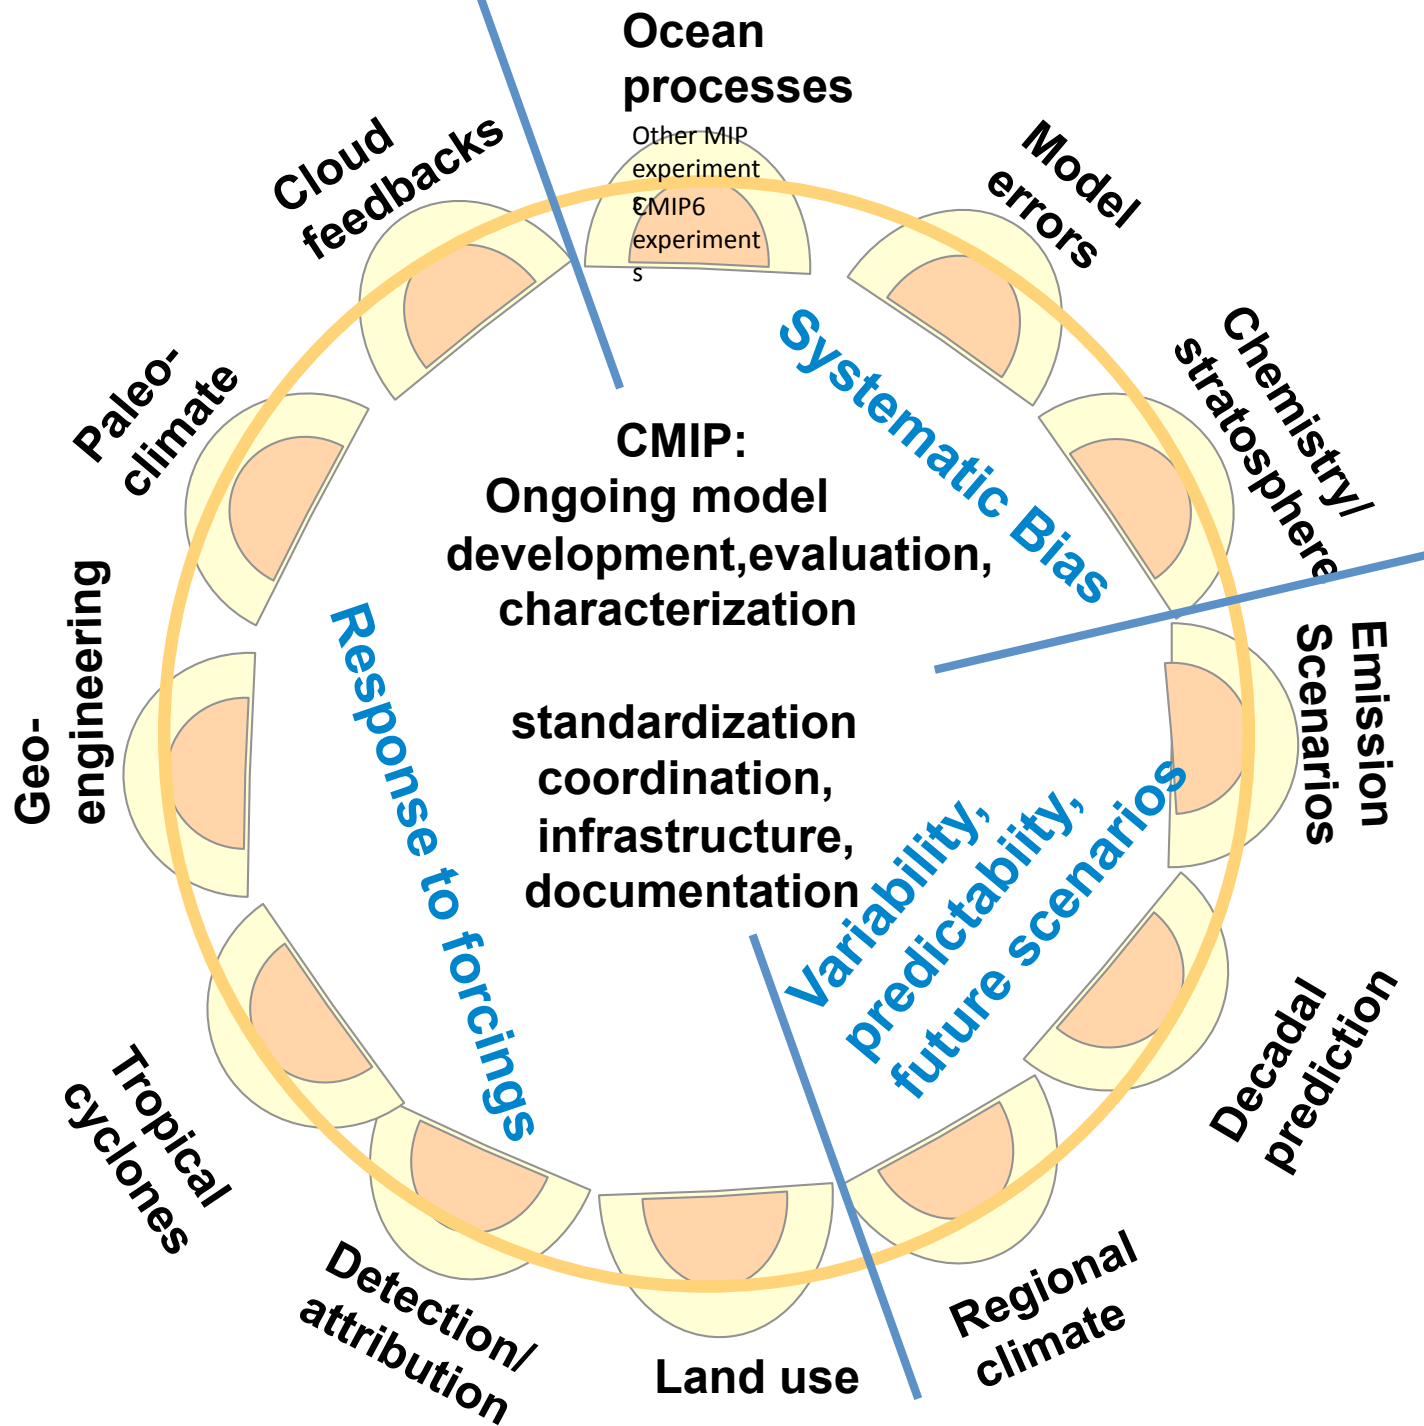 Ocean
processes
Other MIP
experiment
s
CMIP6
experiment
s
Model
errors
Chemistry/
stratosphere
Emission
Scenarios
Decadal
prediction
Regional
climate
Land use
Detection/
attribution
Tropical
cyclones
Geo-
engineering
Paleo-
climate
Cloud
feedbacks
Systematic Bias
Variability,
predictabiity,
future scenarios
Response to forcings
CMIP:
Ongoing model
development,evaluation,
characterization
standardization
coordination,
infrastructure,
documentation